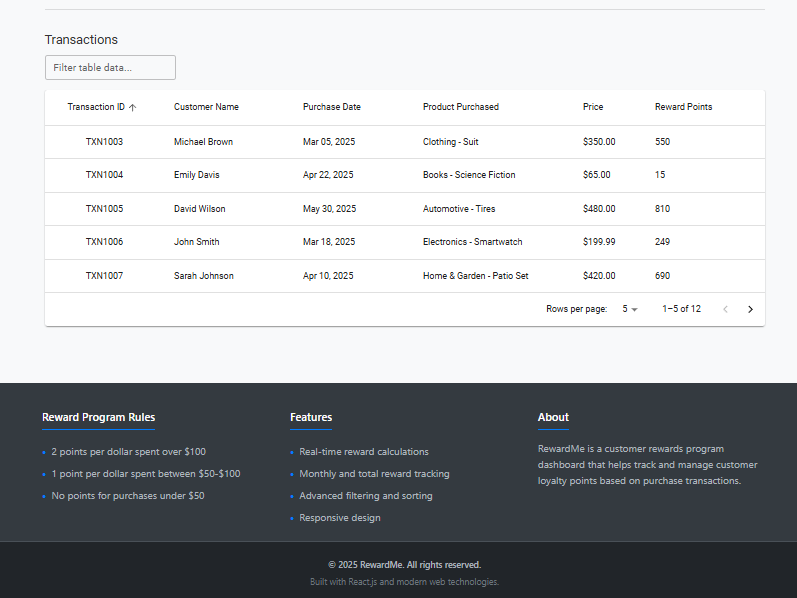 Transactions
Filter table data...
Transaction ID ↑ Customer Name Purchase Date Product Purchased Price Reward Points
TXN1003 Michael Brown Mar 05, 2025 Clothing - Suit $350.00 550
TXN1004 Emily Davis Apr 22, 2025 Books - Science Fiction $65.00 15
TXN1005 David Wilson May 30, 2025 Automotive - Tires $480.00 810
TXN1006 John Smith Mar 18, 2025 Electronics - Smartwatch $199.99 249
TXN1007 Sarah Johnson Apr 10, 2025 Home & Garden - Patio Set $420.00 690
Rows per page: 5 1–5 of 12
Reward Program Rules
• 2 points per dollar spent over $100
• 1 point per dollar spent between $50-$100
• No points for purchases under $50
Features
• Real-time reward calculations
• Monthly and total reward tracking
• Advanced filtering and sorting
• Responsive design
About
RewardMe is a customer rewards program
dashboard that helps track and manage customer
loyalty points based on purchase transactions.
© 2025 RewardMe. All rights reserved.
Built with React.js and modern web technologies.